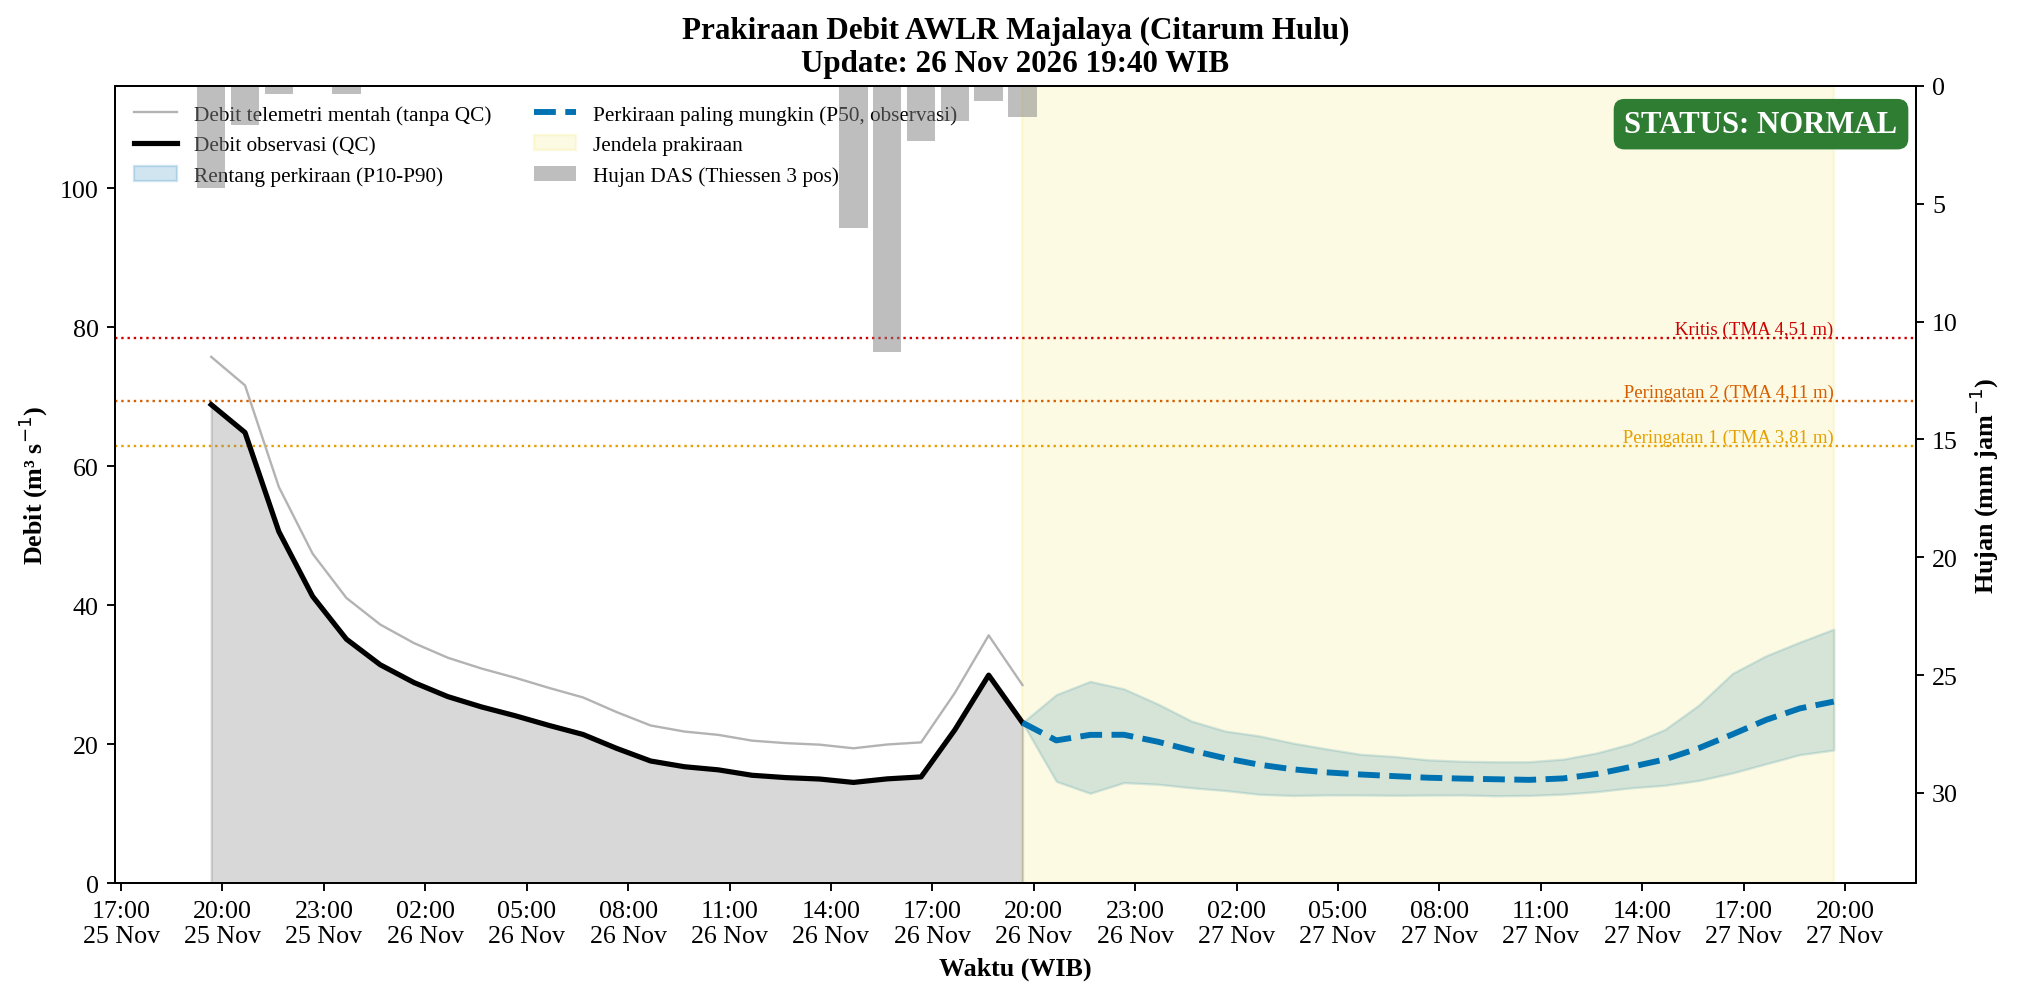 Prakiraan Debit AWLR Majalaya (Citarum Hulu)
Update: 26 Nov 2026 19:40 WIB
Debit telemetri mentah (tanpa QC)
Debit observasi (QC)
Rentang perkiraan (P10-P90)
Perkiraan paling mungkin (P50, observasi)
Jendela prakiraan
Hujan DAS (Thiessen 3 pos)
STATUS: NORMAL
Kritis (TMA 4,51 m)
Peringatan 2 (TMA 4,11 m)
Peringatan 1 (TMA 3,81 m)
Debit (m³ s⁻¹)
100
80
60
40
20
0
Hujan (mm jam⁻¹)
0
5
10
15
20
25
30
17:00 20:00 23:00 02:00 05:00 08:00 11:00 14:00 17:00 20:00 23:00 02:00 05:00 08:00 11:00 14:00 17:00 20:00
25 Nov 25 Nov 25 Nov 26 Nov 26 Nov 26 Nov 26 Nov 26 Nov 26 Nov 26 Nov 26 Nov 27 Nov 27 Nov 27 Nov 27 Nov 27 Nov 27 Nov 27 Nov
Waktu (WIB)